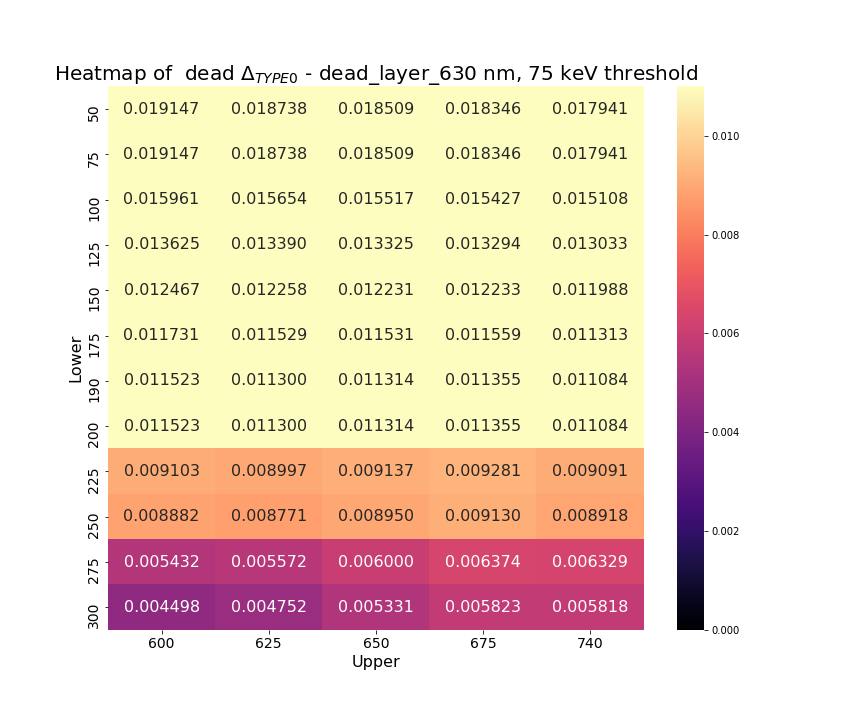 Heatmap of  dead Δ_TYPE0 - dead_layer_630 nm, 75 keV threshold
50 0.019147 0.018738 0.018509 0.018346 0.017941
75 0.019147 0.018738 0.018509 0.018346 0.017941
100 0.015961 0.015654 0.015517 0.015427 0.015108
125 0.013625 0.013390 0.013325 0.013294 0.013033
150 0.012467 0.012258 0.012231 0.012233 0.011988
175 0.011731 0.011529 0.011531 0.011559 0.011313
190 0.011523 0.011300 0.011314 0.011355 0.011084
200 0.011523 0.011300 0.011314 0.011355 0.011084
225 0.009103 0.008997 0.009137 0.009281 0.009091
250 0.008882 0.008771 0.008950 0.009130 0.008918
275 0.005432 0.005572 0.006000 0.006374 0.006329
300 0.004498 0.004752 0.005331 0.005823 0.005818
Lower
600 625 650 675 740
Upper
0.010
0.008
0.006
0.004
0.002
0.000